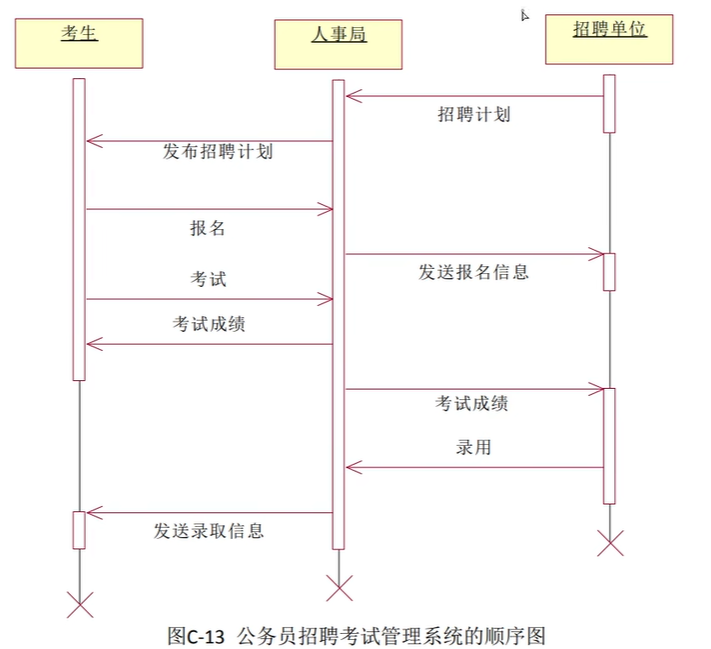 考生
人事局
招聘单位
招聘计划
发布招聘计划
报名
发送报名信息
考试
考试成绩
考试成绩
录用
发送录取信息
图C-13 公务员招聘考试管理系统的顺序图